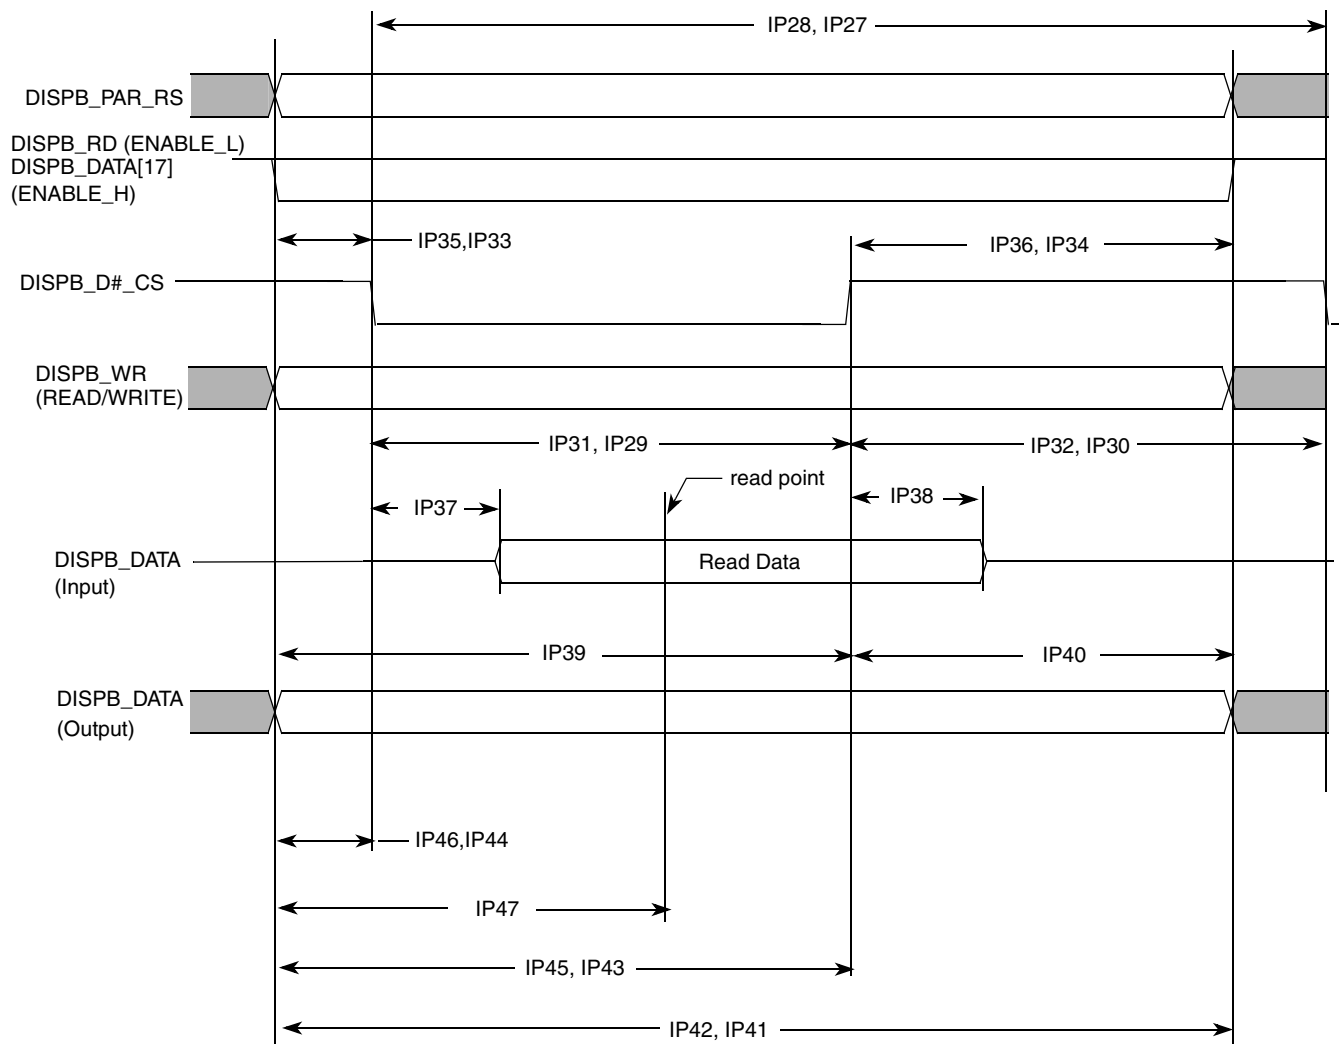 IP28, IP27
DISPB_PAR_RS
DISPB_RD (ENABLE_L)
DISPB_DATA[17]
(ENABLE_H)
IP35,IP33
IP36, IP34
DISPB_D#_CS
DISPB_WR
(READ/WRITE)
IP31, IP29
IP32, IP30
read point
IP37
IP38
DISPB_DATA
(Input)
Read Data
IP39
IP40
DISPB_DATA
(Output)
IP46,IP44
IP47
IP45, IP43
IP42, IP41